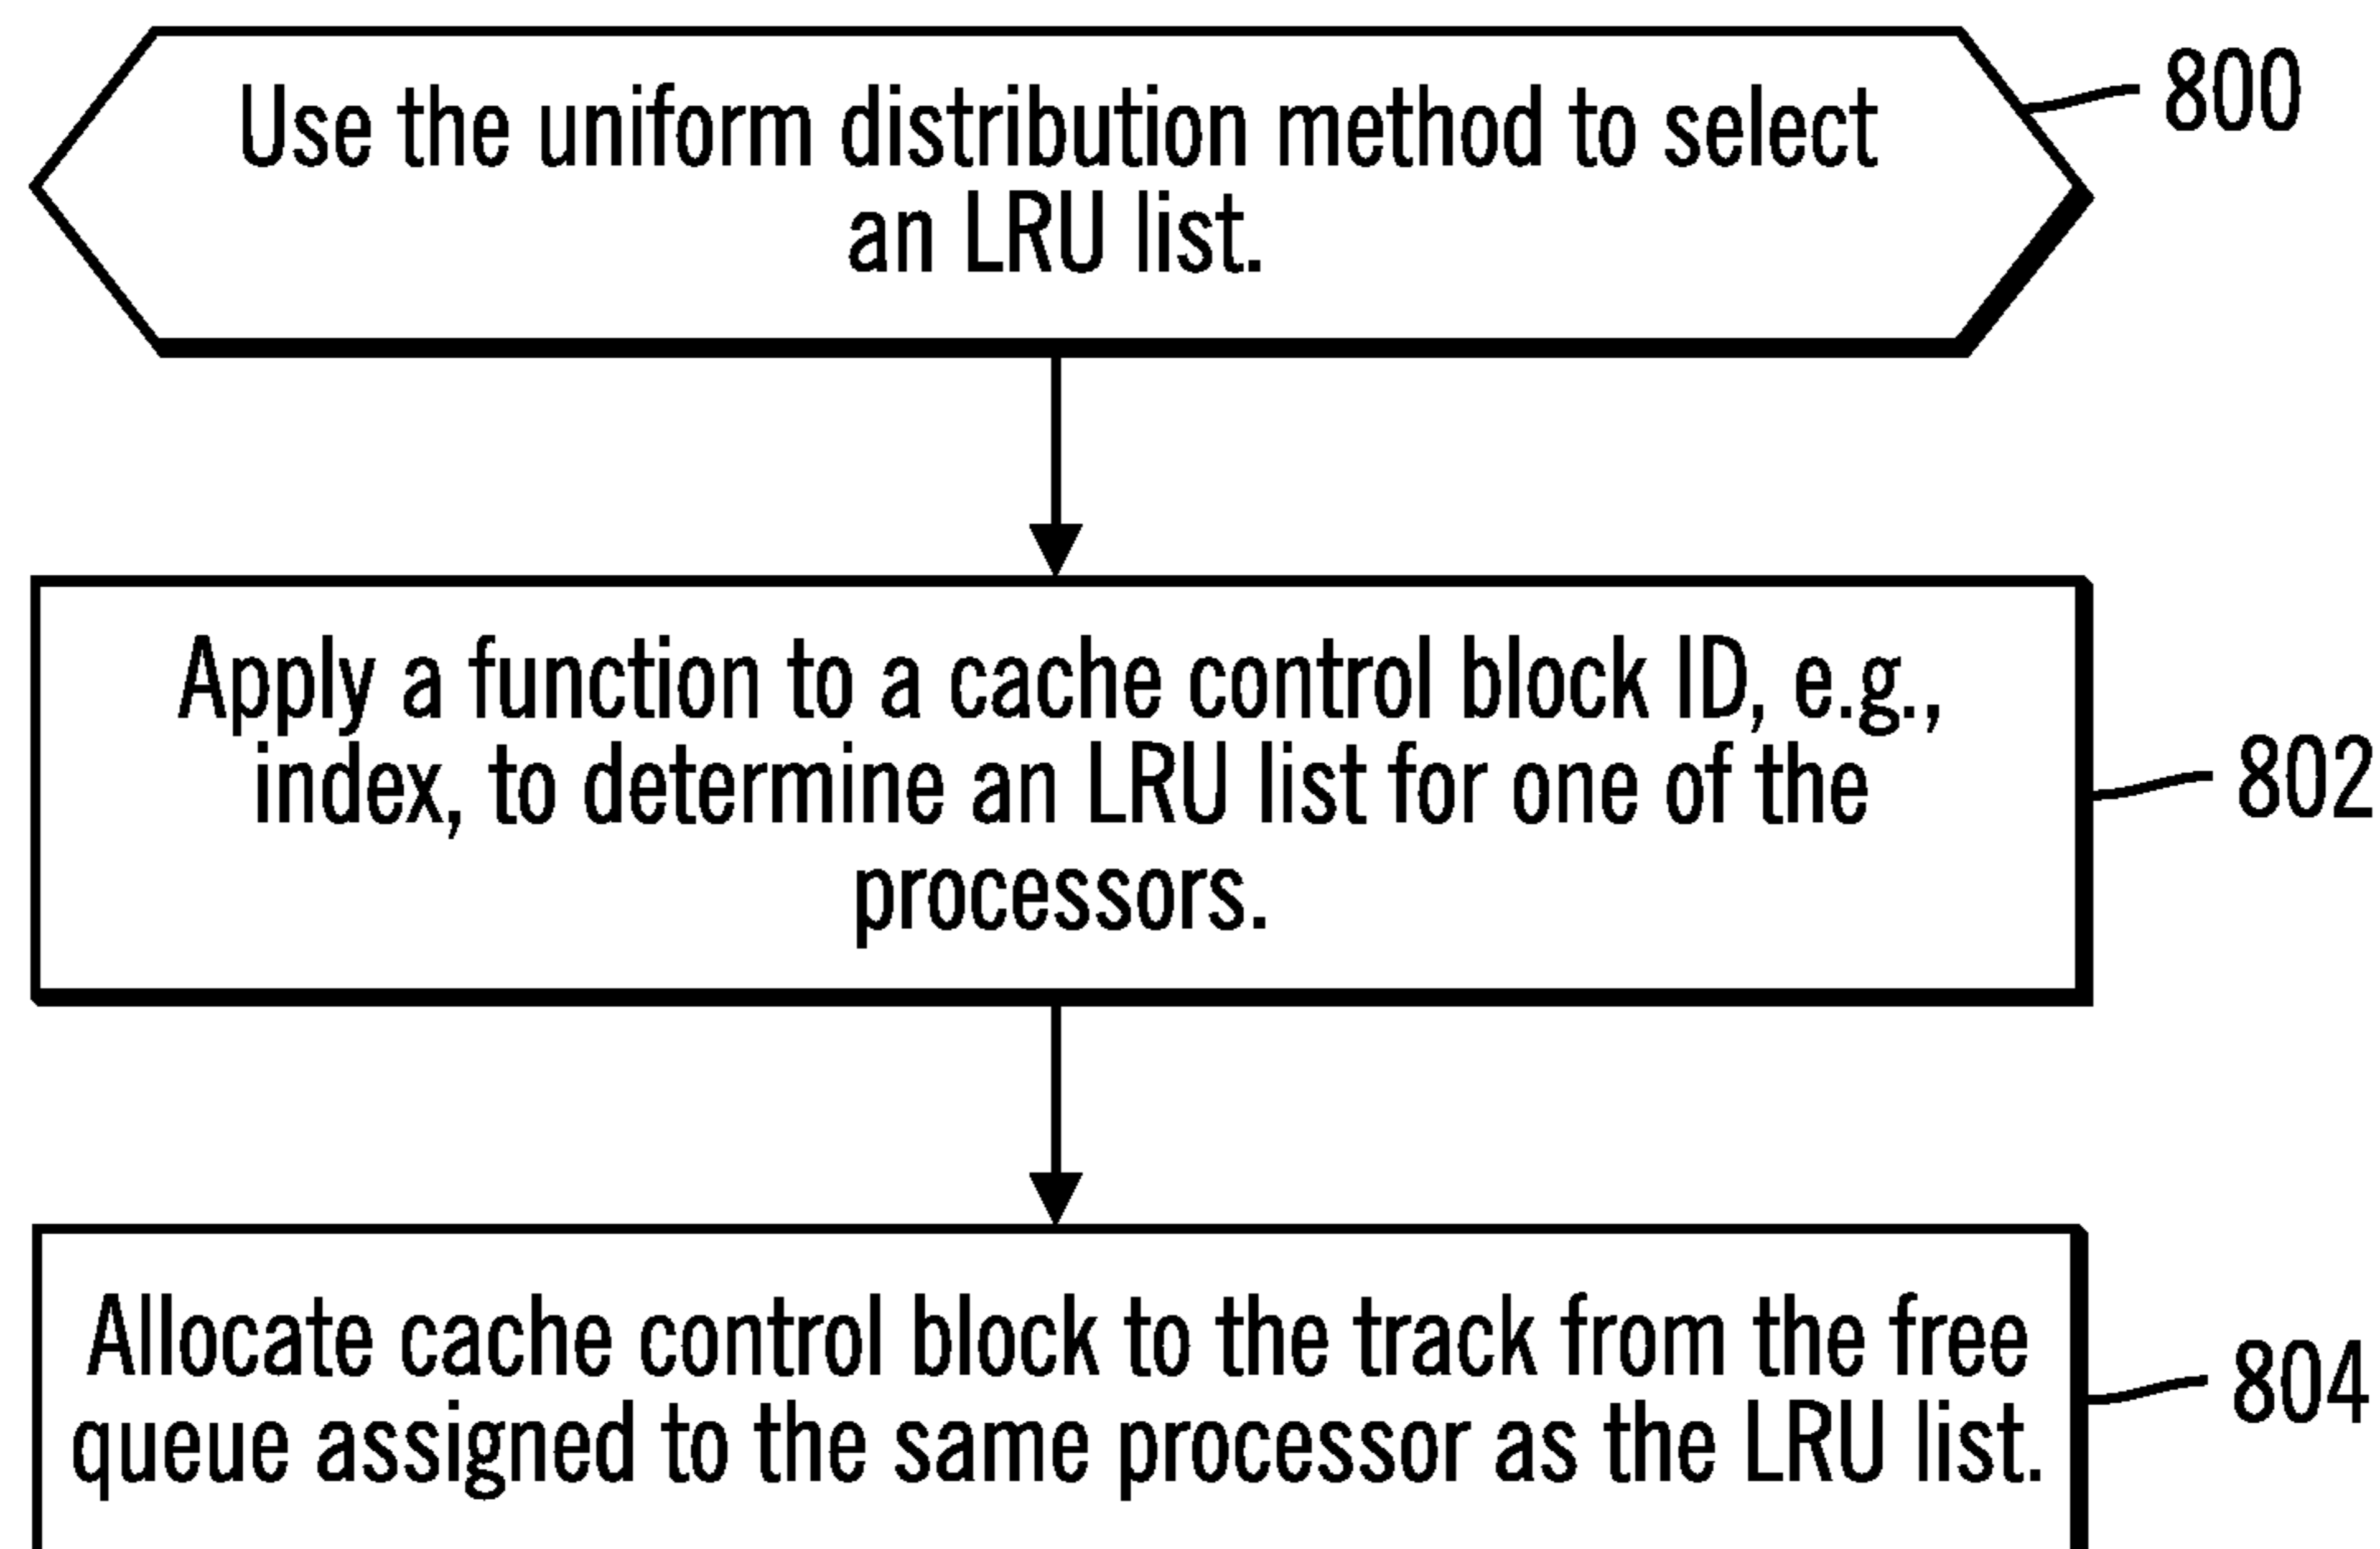 Use the uniform distribution method to select
an LRU list.
800
Apply a function to a cache control block ID, e.g.,
index, to determine an LRU list for one of the
processors.
802
Allocate cache control block to the track from the free
queue assigned to the same processor as the LRU list.
804